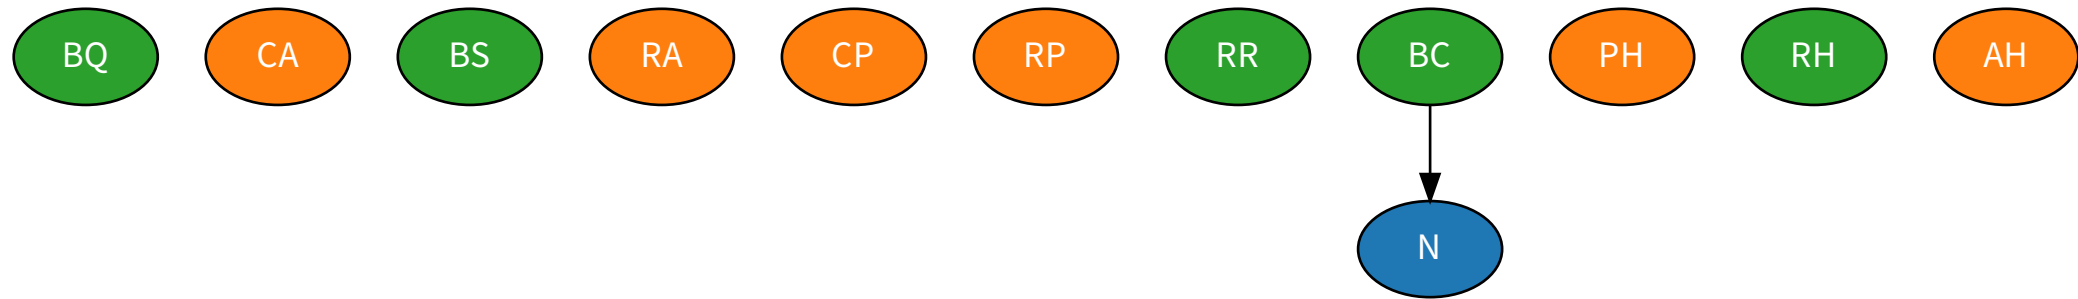 BQ CA BS RA CP RP RR BC PH RH AH
N